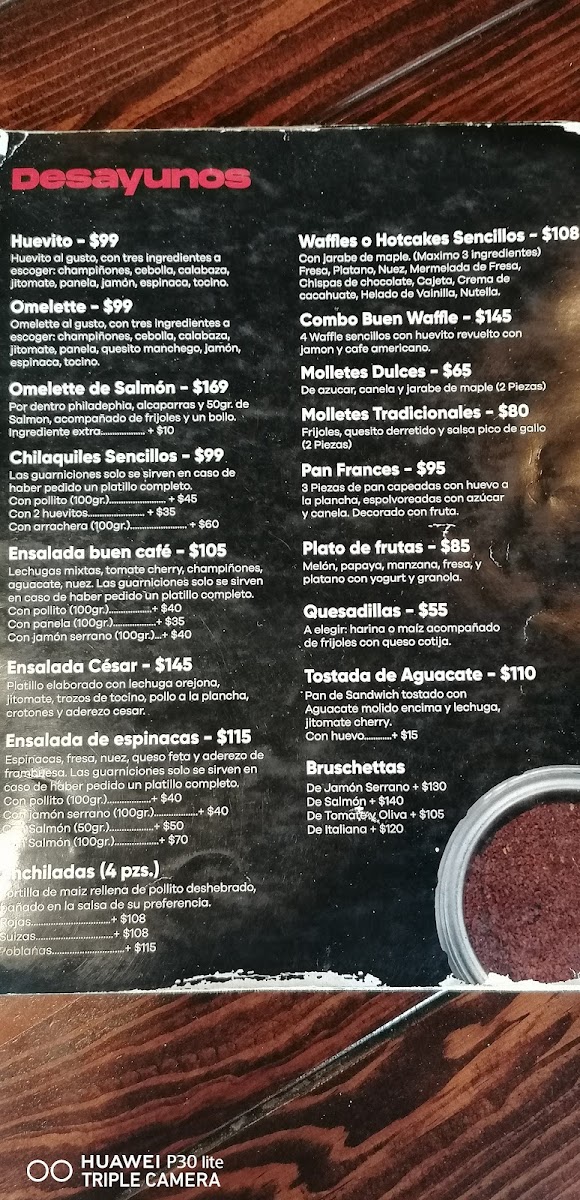 Desayunos
Huevito - $99
Huevito al gusto, con tres ingredientes a
escoger: champiñones, cebolla, calabaza,
jitomate, panela, jamón, espinaca, tocino.
Omelette - $99
Omelette al gusto, con tres Ingredientes a
escoger: champiñones, cebolla, calabaza,
jitomate, panela, quesito manchego, jamón,
espinaca, tocino.
Omelette de Salmón - $169
Por dentro philadephia, alcaparras y 50gr. de
Salmon, acompañado de frijoles y un bollo.
Ingrediente extra................... + $10
Chilaquiles Sencillos - $99
Las guarniciones solo se sirven en caso de
haber pedido un platillo completo.
Con pollito (100gr.)........................ + $45
Con 2 huevitos........................ + $35
Con arrachera (100gr.)........................ + $60
Ensalada buen café - $105
Lechugas mixtas, tomate cherry, champiñones,
aguacate, nuez. Las guarniciones solo se sirven
en caso de haber pedido un platillo completo.
Con pollito (100gr.)..................+ $40
Con panela (100gr.)..................+ $35
Con jamón serrano (100gr.)...+ $40
Ensalada César - $145
Platillo elaborado con lechuga orejona,
jitomate, trozos de tocino, pollo a la plancha,
crotones y aderezo cesar.
Ensalada de espinacas - $115
Espinacas, fresa, nuez, queso feta y aderezo de
frambuesa. Las guarniciones solo se sirven en
caso de haber pedido un platillo completo.
Con pollito (100gr.)..................+ $40
Con jamón serrano (100gr.)..................+ $40
Con Salmón (50gr.)..................+ $50
Con Salmón (100gr.)..................+ $70
Enchiladas (4 pzs.)
Tortilla de maiz rellena de pollito deshebrado,
bañado en la salsa de su preferencia.
Rojas..............................+ $108
Suizas..............................+ $108
Poblanas..............................+ $115
Waffles o Hotcakes Sencillos - $108
Con jarabe de maple. (Maximo 3 ingredientes)
Fresa, Platano, Nuez, Mermelada de Fresa,
Chispas de chocolate, Cajeta, Crema de
cacahuate, Helado de Vainilla, Nutella.
Combo Buen Waffle - $145
4 Waffle sencillos con huevito revuelto con
jamon y cafe americano.
Molletes Dulces - $65
De azucar, canela y jarabe de maple (2 Piezas)
Molletes Tradicionales - $80
Frijoles, quesito derretido y salsa pico de gallo
(2 Piezas)
Pan Frances - $95
3 Piezas de pan capeadas con huevo a
la plancha, espolvoreadas con azúcar
y canela. Decorado con fruta.
Plato de frutas - $85
Melón, papaya, manzana, fresa, y
platano con yogurt y granola.
Quesadillas - $55
A elegir: harina o maíz acompañado
de frijoles con queso cotija.
Tostada de Aguacate - $110
Pan de Sandwich tostado con
Aguacate molido encima y lechuga,
jitomate cherry.
Con huevo...........+ $15
Bruschettas
De Jamón Serrano + $130
De Salmón + $140
De Tomate y Oliva + $105
De Italiana + $120
HUAWEI P30 lite
TRIPLE CAMERA